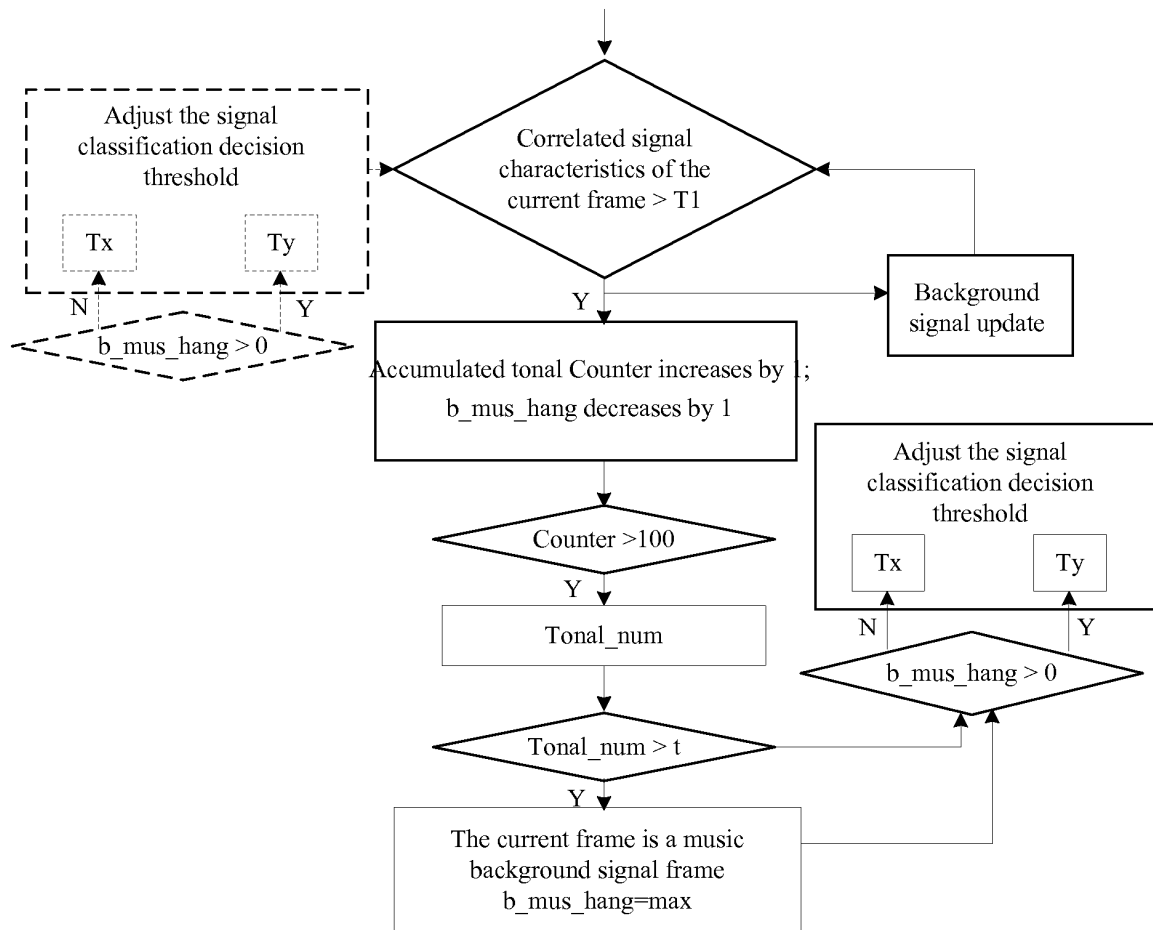 Adjust the signal
classification decision
threshold
Tx
Ty
N
Y
b_mus_hang > 0
Correlated signal
characteristics of the
current frame > T1
Y
Background
signal update
Accumulated tonal Counter increases by 1;
b_mus_hang decreases by 1
Counter >100
Y
Tonal_num
Tonal_num > t
Y
The current frame is a music
background signal frame
b_mus_hang=max
Adjust the signal
classification decision
threshold
Tx
Ty
N
Y
b_mus_hang > 0